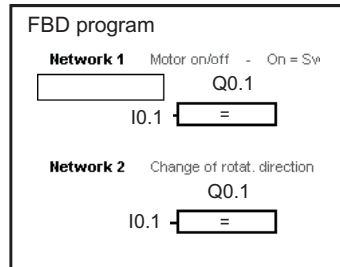 FBD program
Network 1 Motor on/off - On = Sw
Q0.1
I0.1 =
Network 2 Change of rotat. direction
Q0.1
I0.1 =